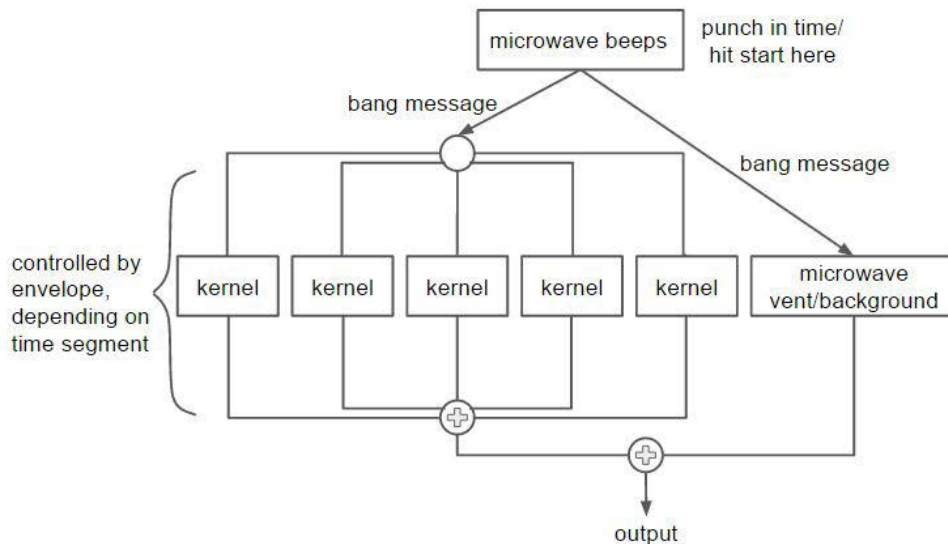 microwave beeps
punch in time/
hit start here
bang message
bang message
controlled by
envelope,
depending on
time segment
kernel
kernel
kernel
kernel
kernel
microwave
vent/background
output